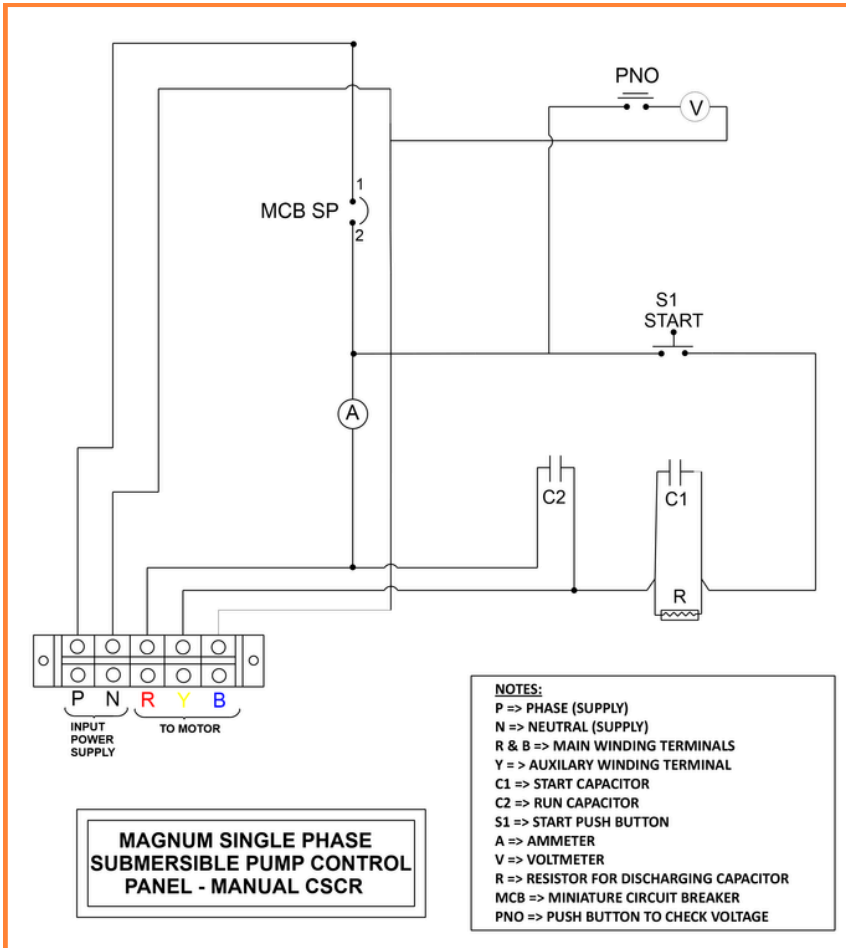 PNO
V
1
MCB SP
2
S1
START
A
C2
C1
R
P N R Y B
INPUT
POWER
SUPPLY
TO MOTOR
NOTES:
P => PHASE (SUPPLY)
N => NEUTRAL (SUPPLY)
R & B => MAIN WINDING TERMINALS
Y = > AUXILARY WINDING TERMINAL
C1 => START CAPACITOR
C2 => RUN CAPACITOR
S1 => START PUSH BUTTON
A => AMMETER
V => VOLTMETER
R => RESISTOR FOR DISCHARGING CAPACITOR
MCB => MINIATURE CIRCUIT BREAKER
PNO => PUSH BUTTON TO CHECK VOLTAGE
MAGNUM SINGLE PHASE
SUBMERSIBLE PUMP CONTROL
PANEL - MANUAL CSCR